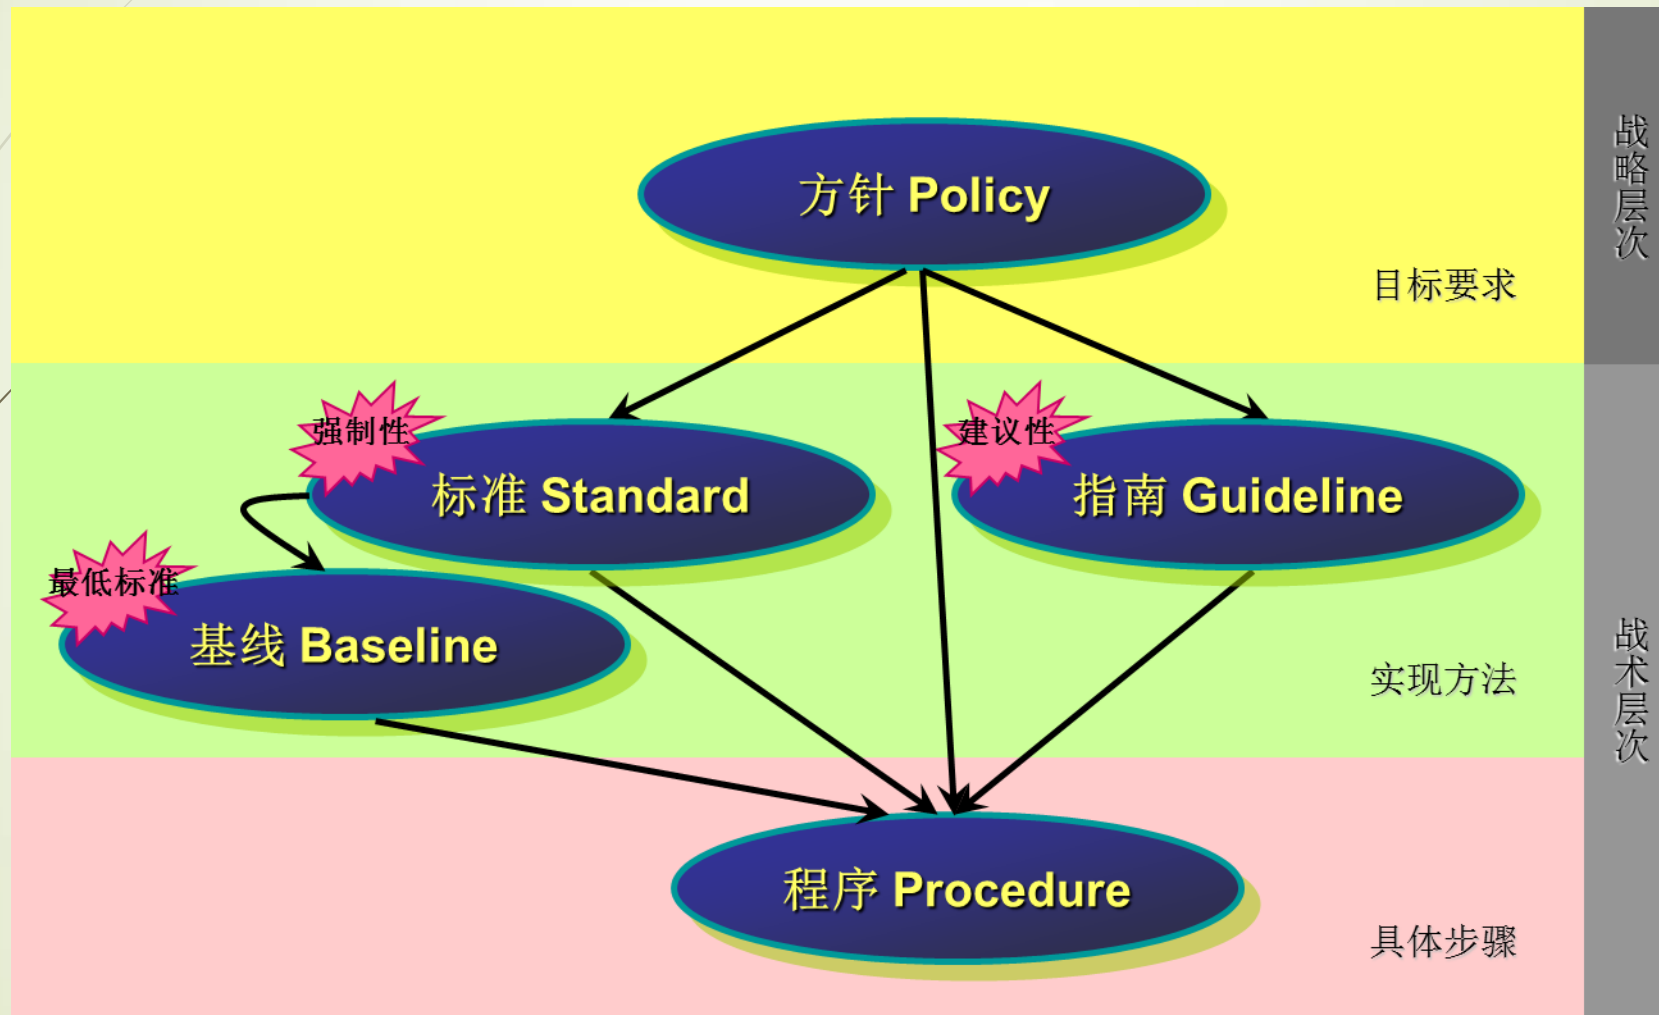 方针 Policy
目标要求
战略层次
强制性
标准 Standard
建议性
指南 Guideline
最低标准
基线 Baseline
实现方法
战术层次
程序 Procedure
具体步骤